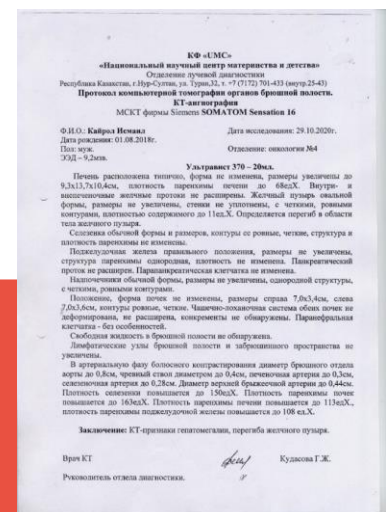 КФ «UMC»
«Национальный научный центр материнства и детства»
Отделение лучевой диагностики
Республика Казахстан, г.Нур-Султан, ул. Туран,32, т. +7 (7172) 701-433 (внутр.25-43)
Протокол компьютерной томографии органов брюшной полости.
КТ-ангиография
МСКТ фирмы Siemens SOMATOM Sensation 16
Ф.И.О.: Кайрол Исмаил Дата исследования: 29.10.2020г.
Дата рождения: 01.08.2018г.
Пол: муж. Отделение: онкологии №4
ЭЭД – 9,2мзв.
Ультравист 370 – 20мл.
Печень расположена типично, форма не изменена, размеры увеличены до
9,3х13,7х10,4см, плотность паренхимы печени до 68едХ. Внутри- и
внепеченочные желчные протоки не расширены. Желчный пузырь овальной
формы, размеры не увеличены, стенки не уплотнены, с четкими, ровными
контурами, плотностью содержимого до 11ед.Х. Определяется перегиб в области
тела желчного пузыря.
Селезенка обычной формы и размеров, контуры ее ровные, четкие, структура и
плотность паренхимы не изменены.
Поджелудочная железа правильного положения, размеры не увеличены,
структура паренхимы однородная, плотность не изменена. Панкреатический
проток не расширен. Парапанкреатическая клетчатка не изменена.
Надпочечники обычной формы, размеры не увеличены, однородной структуры,
с четкими, ровными контурами.
Положение, форма почек не изменены, размеры справа 7,0х3,4см, слева
7,0х3,6см, контуры ровные, четкие. Чашечно-лоханочная система обеих почек не
деформирована, не расширена, конкременты не обнаружены. Паранефральная
клетчатка - без особенностей.
Свободная жидкость в брюшной полости не обнаружена.
Лимфатические узлы брюшной полости и забрюшинного пространства не
увеличены.
В артериальную фазу болюсного контрастирования диаметр брюшного отдела
аорты до 0,8см, чревный ствол диаметром до 0,4см, печеночная артерия до 0,3см,
селезеночная артерия до 0,28см. Диаметр верхней брыжеечной артерии до 0,44см.
Плотность селезенки повышается до 150едХ. Плотность паренхимы почек
повышается до 163едХ. Плотность паренхимы печени повышается до 113едХ.,
плотность паренхимы поджелудочной железы повышается до 108 ед.Х.
Заключение: КТ-признаки гепатомегалии, перегиба желчного пузыря.
Врач КТ Кудасова Г.Ж.
Руководитель отдела диагностики.